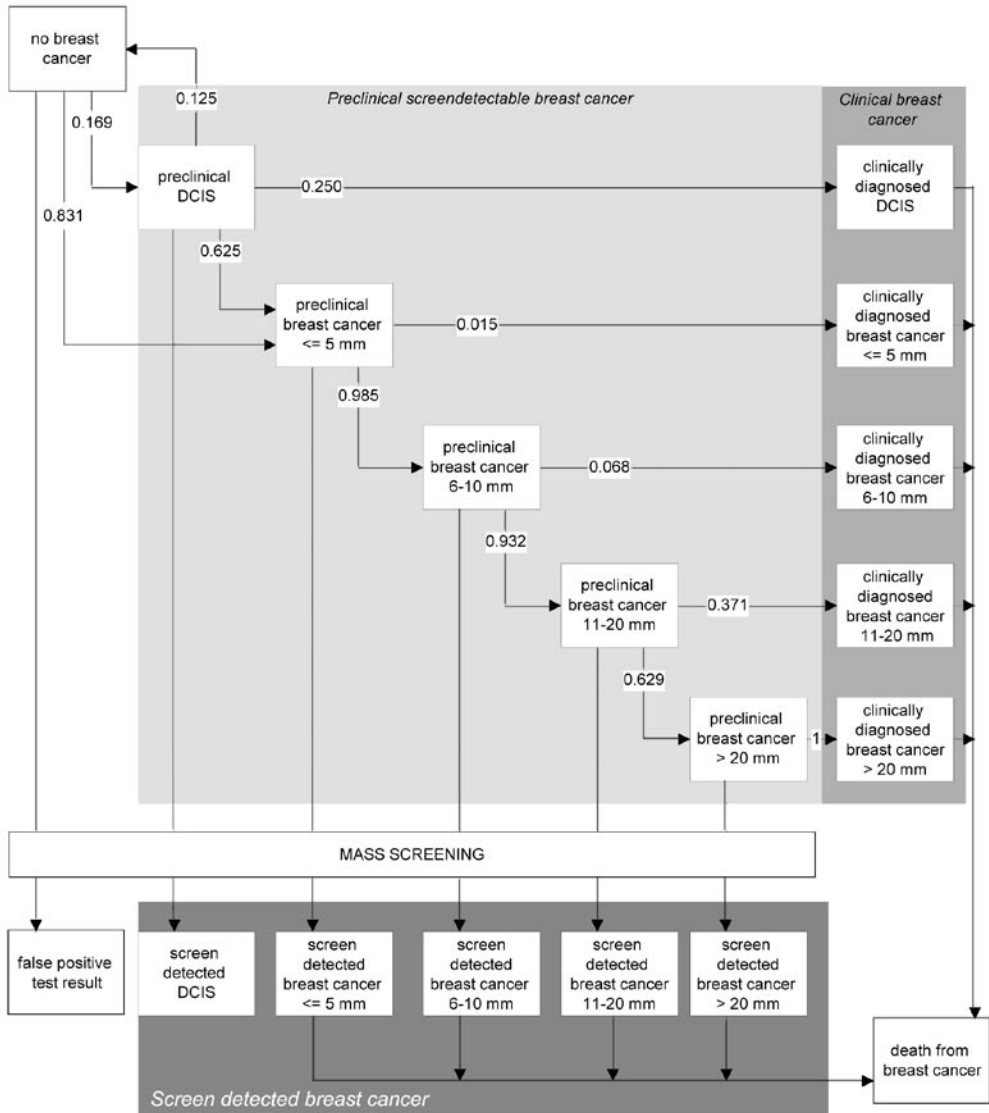 no breast
cancer
0.125
Preclinical screendetectable breast cancer
Clinical breast
cancer
0.169
preclinical
DCIS
0.250
clinically
diagnosed
DCIS
0.831
0.625
preclinical
breast cancer
<= 5 mm
0.015
clinically
diagnosed
breast cancer
<= 5 mm
0.985
preclinical
breast cancer
6-10 mm
0.068
clinically
diagnosed
breast cancer
6-10 mm
0.932
preclinical
breast cancer
11-20 mm
0.371
clinically
diagnosed
breast cancer
11-20 mm
0.629
preclinical
breast cancer
> 20 mm
1
clinically
diagnosed
breast cancer
> 20 mm
MASS SCREENING
false positive
test result
screen
detected
DCIS
screen
detected
breast cancer
<= 5 mm
screen
detected
breast cancer
6-10 mm
screen
detected
breast cancer
11-20 mm
screen
detected
breast cancer
> 20 mm
death from
breast cancer
Screen detected breast cancer